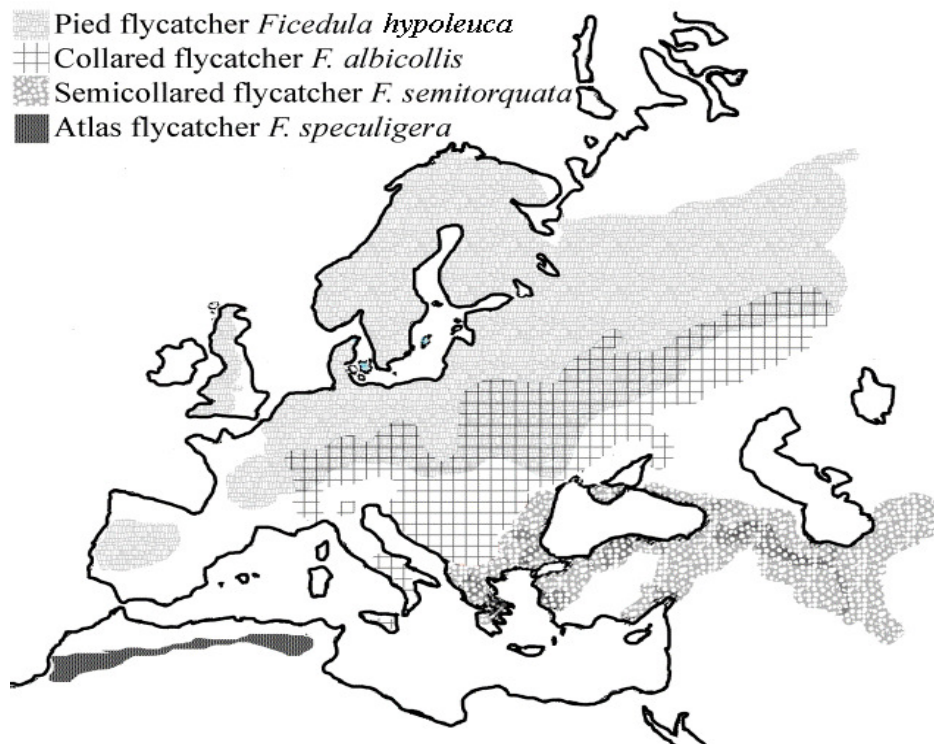 Pied flycatcher Ficedula hypoleuca
Collared flycatcher F. albicollis
Semicollared flycatcher F. semitorquata
Atlas flycatcher F. speculigera